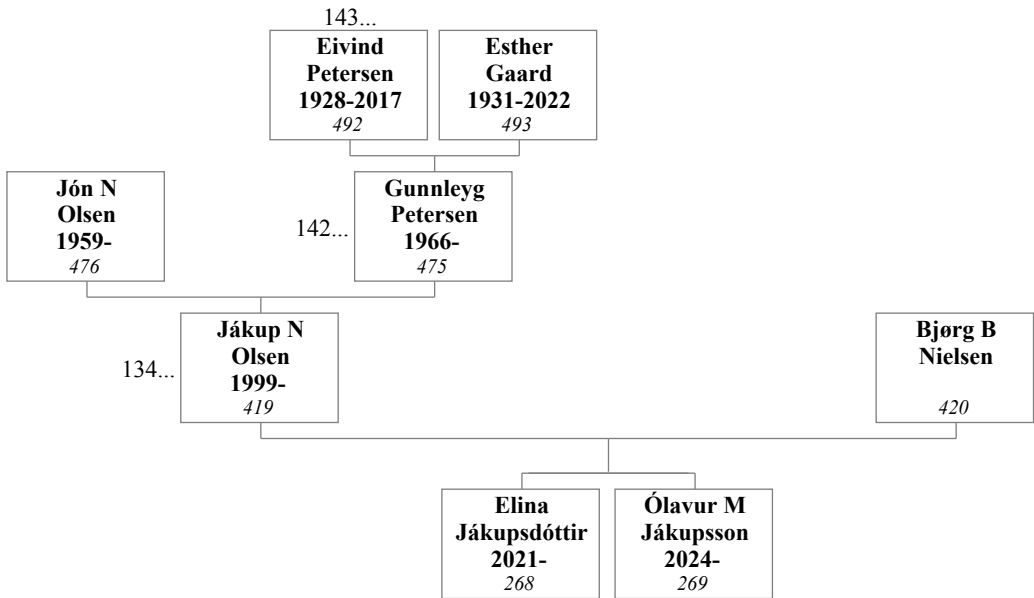 143...
Eivind
Petersen
1928-2017
492
Esther
Gaard
1931-2022
493
Jón N
Olsen
1959-
476
142...
Gunnleyg
Petersen
1966-
475
134...
Jákup N
Olsen
1999-
419
Bjørg B
Nielsen
420
Elina
Jákupsdóttir
2021-
268
Ólavur M
Jákupsson
2024-
269